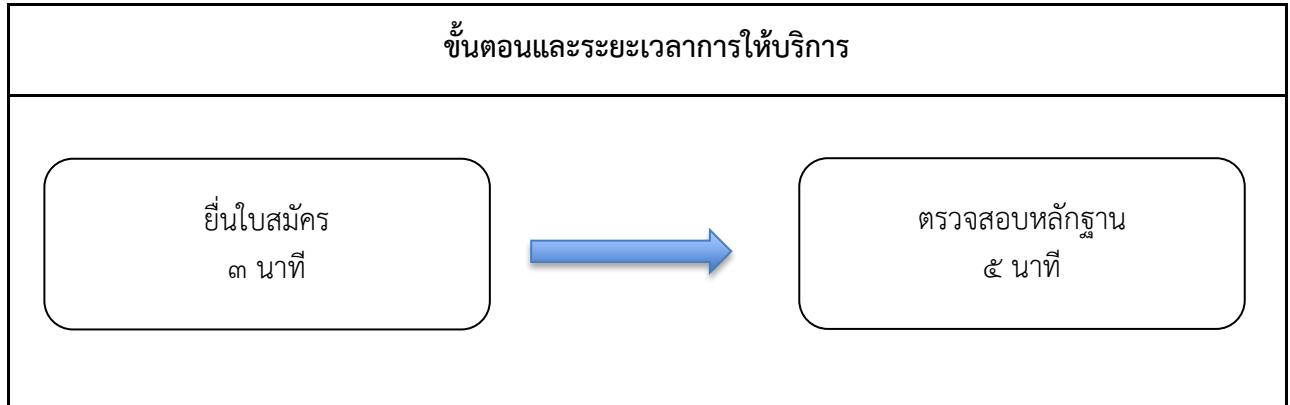 ขั้นตอนและระยะเวลาการให้บริการ
ยื่นใบสมัคร
๓ นาที
ตรวจสอบหลักฐาน
๕ นาที